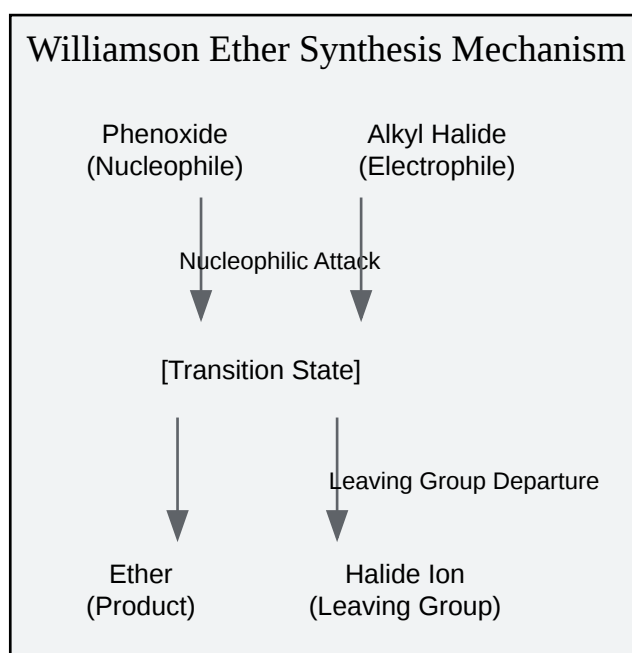 Williamson Ether Synthesis Mechanism
Phenoxide
(Nucleophile)
Alkyl Halide
(Electrophile)
Nucleophilic Attack
[Transition State]
Leaving Group Departure
Ether
(Product)
Halide Ion
(Leaving Group)